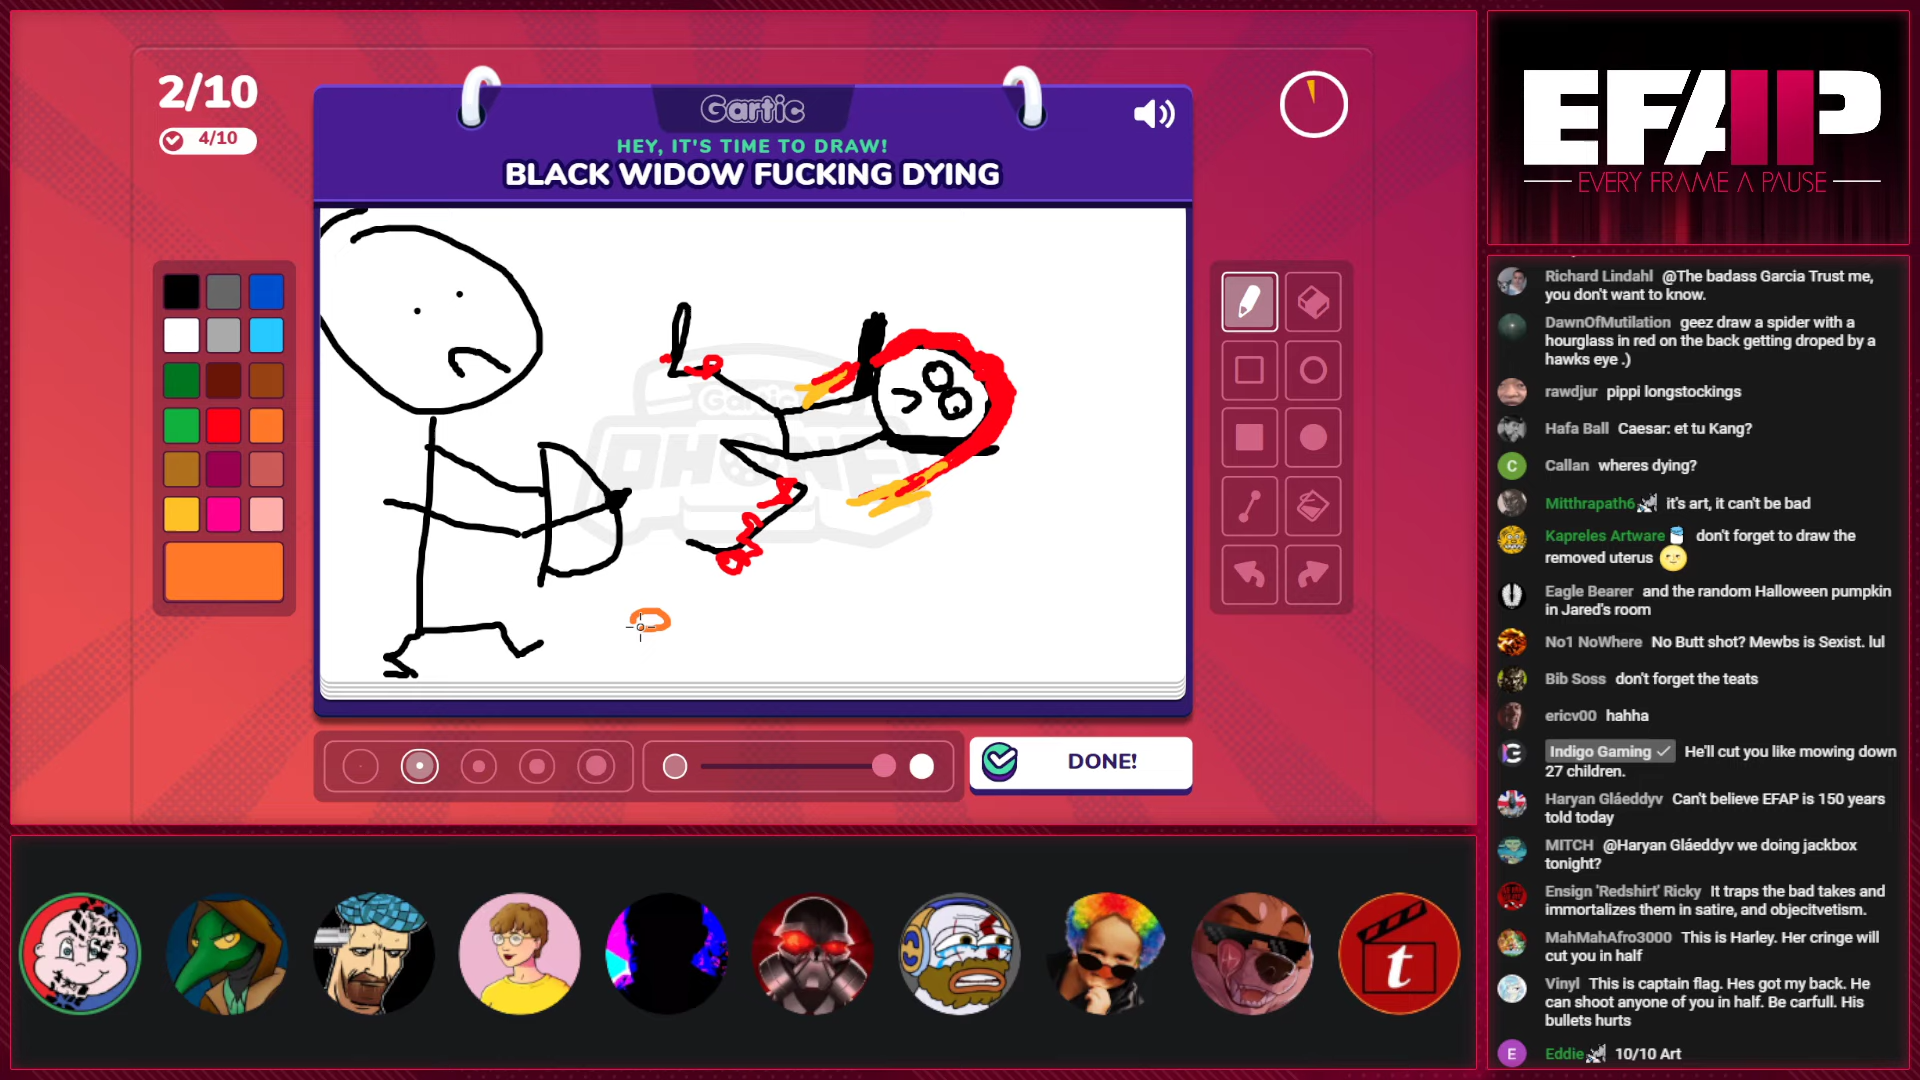 2/10
4/10
Gartic
HEY, IT'S TIME TO DRAW!
BLACK WIDOW FUCKING DYING
Gartic
PHONE
DONE!
EFAP
EVERY FRAME A PAUSE
Richard Lindahl @The badass Garcia Trust me,
you don't want to know.
DawnOfMutilation geez draw a spider with a
hourglass in red on the back getting droped by a
hawks eye .)
rawdjur pippi longstockings
Hafa Ball Caesar: et tu Kang?
C
Callan wheres dying?
Mitthrapath6 it's art, it can't be bad
Kapreles Artware don't forget to draw the
removed uterus
Eagle Bearer and the random Halloween pumpkin
in Jared's room
No1 NoWhere No Butt shot? Mewbs is Sexist. lul
Bib Soss don't forget the teats
ericv00 hahha
Indigo Gaming He'll cut you like mowing down
27 children.
Haryan Gláeddyv Can't believe EFAP is 150 years
told today
MITCH @Haryan Gláeddyv we doing jackbox
tonight?
Ensign 'Redshirt' Ricky It traps the bad takes and
immortalizes them in satire, and objecitvetism.
MahMahAfro3000 This is Harley. Her cringe will
cut you in half
Vinyl This is captain flag. Hes got my back. He
can shoot anyone of you in half. Be carfull. His
bullets hurts
E
Eddie 10/10 Art
t